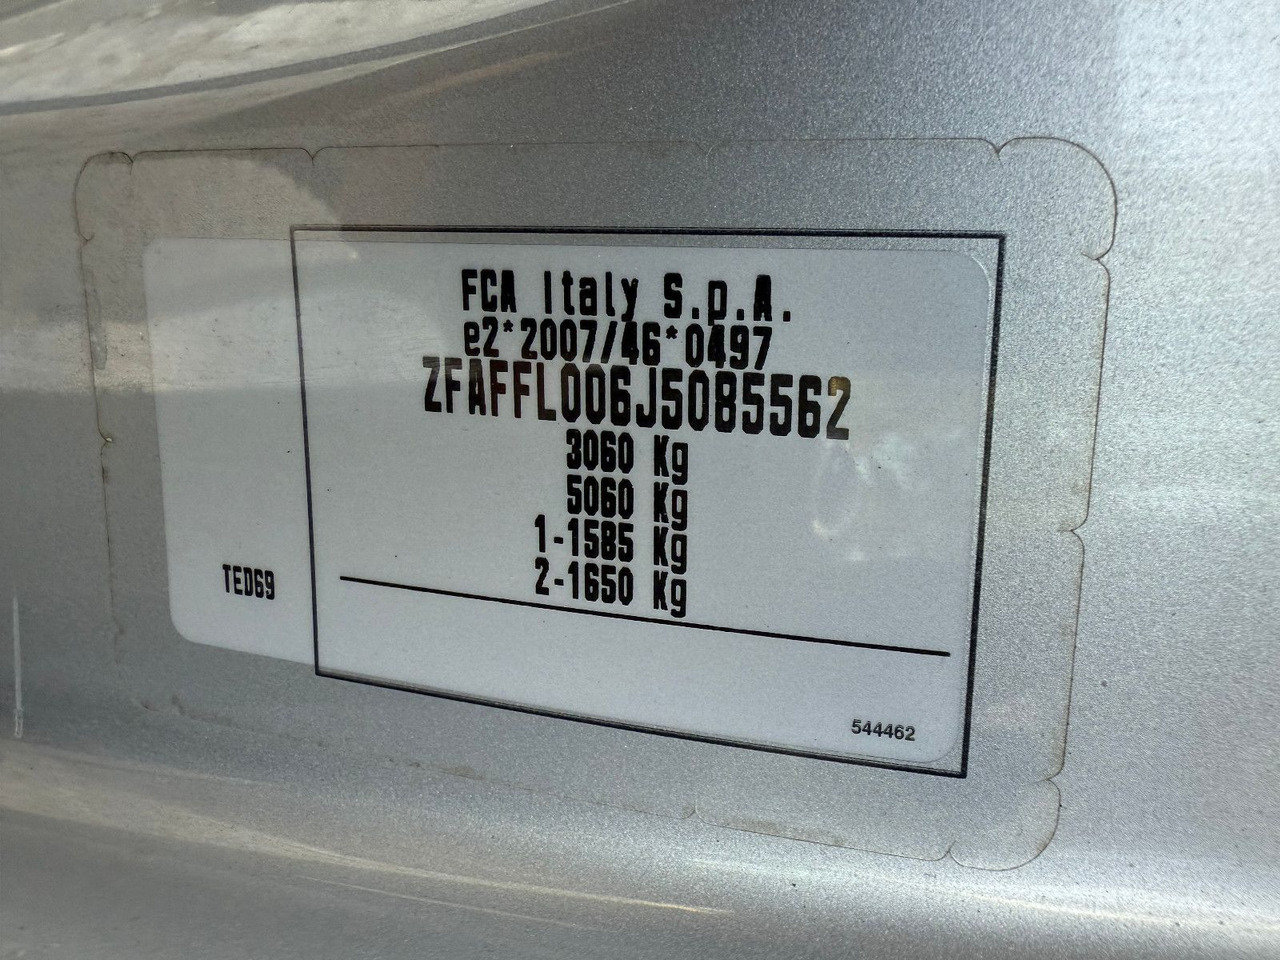 FCA Italy S.p.A.
e2*2007/46*0497
ZFAFFL006J5085562
3060 Kg
5060 Kg
1-1585 Kg
2-1650 Kg
TED69
544462